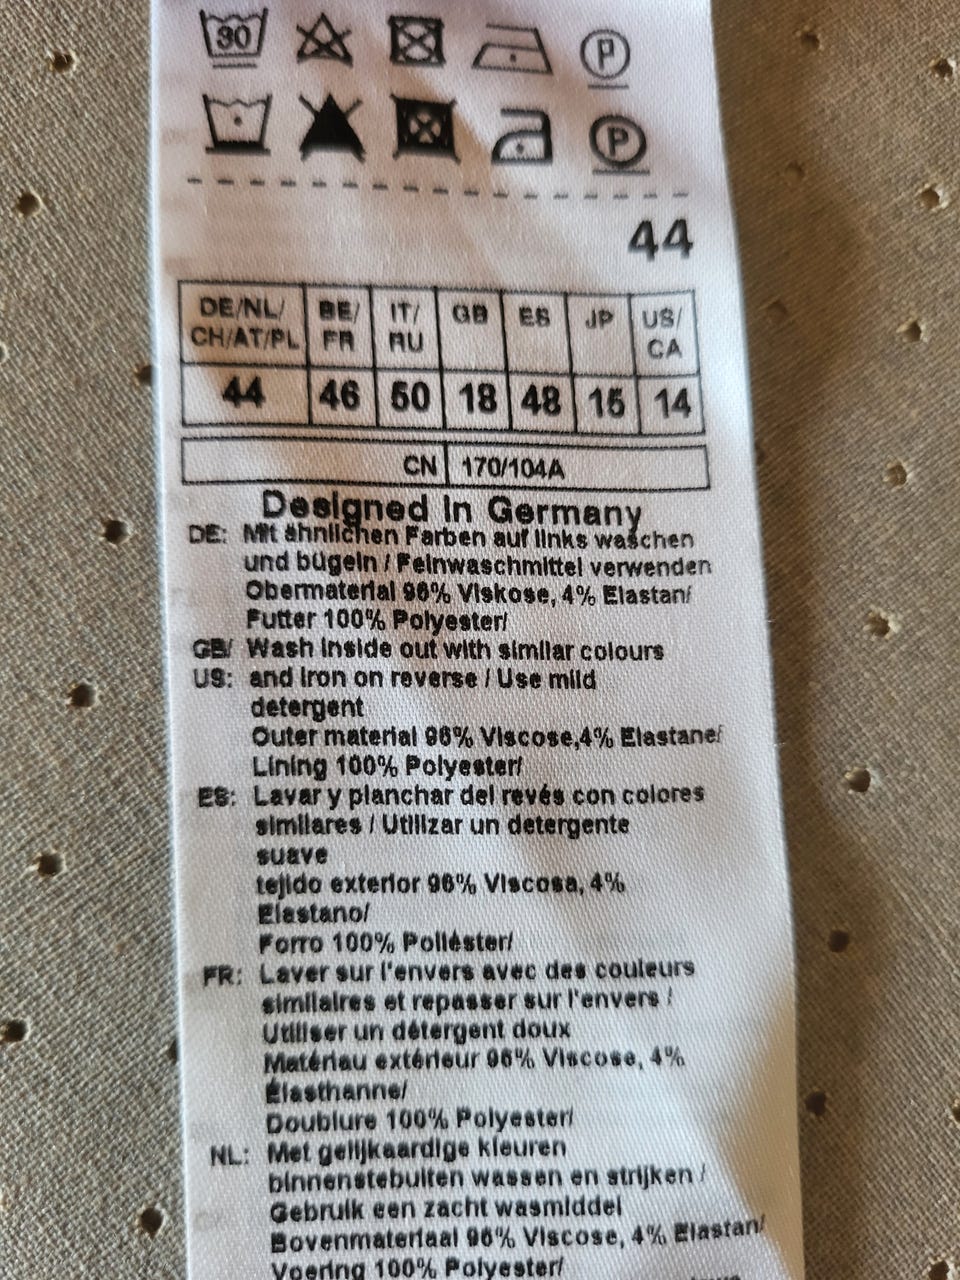 30
P
P
44
DE/NL/ BE/ IT/ GB ES JP US/
CH/AT/PL FR RU CA
44 46 50 18 48 15 14
CN 170/104A
Designed in Germany
DE: Mit ähnlichen Farben auf links waschen
und bügeln / Feinwaschmittel verwenden
Obermaterial 96% Viskose, 4% Elastan/
Futter 100% Polyester/
GB/ Wash inside out with similar colours
US: and iron on reverse / Use mild
detergent
Outer material 96% Viscose,4% Elastane/
Lining 100% Polyester/
ES: Lavar y planchar del revés con colores
similares / Utilizar un detergente
suave
tejido exterior 96% Viscosa, 4%
Elastano/
Forro 100% Poliéster/
FR: Laver sur l'envers avec des couleurs
similaires et repasser sur l'envers /
Utiliser un détergent doux
Matériau extérieur 96% Viscose, 4%
Élasthanne/
Doublure 100% Polyester/
NL: Met gelijkaardige kleuren
binnenstebuiten wassen en strijken /
Gebruik een zacht wasmiddel
Bovenmateriaal 96% Viscose, 4% Elastan/
Voering 100% Polyester/